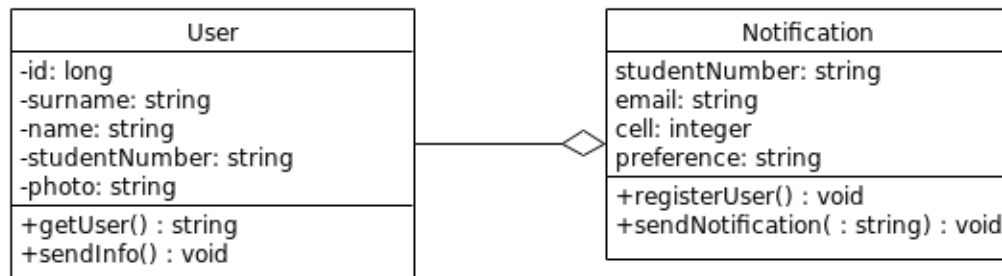 User
-id: long
-surname: string
-name: string
-studentNumber: string
-photo: string
+getUser() : string
+sendInfo() : void
Notification
studentNumber: string
email: string
cell: integer
preference: string
+registerUser() : void
+sendNotification( : string) : void